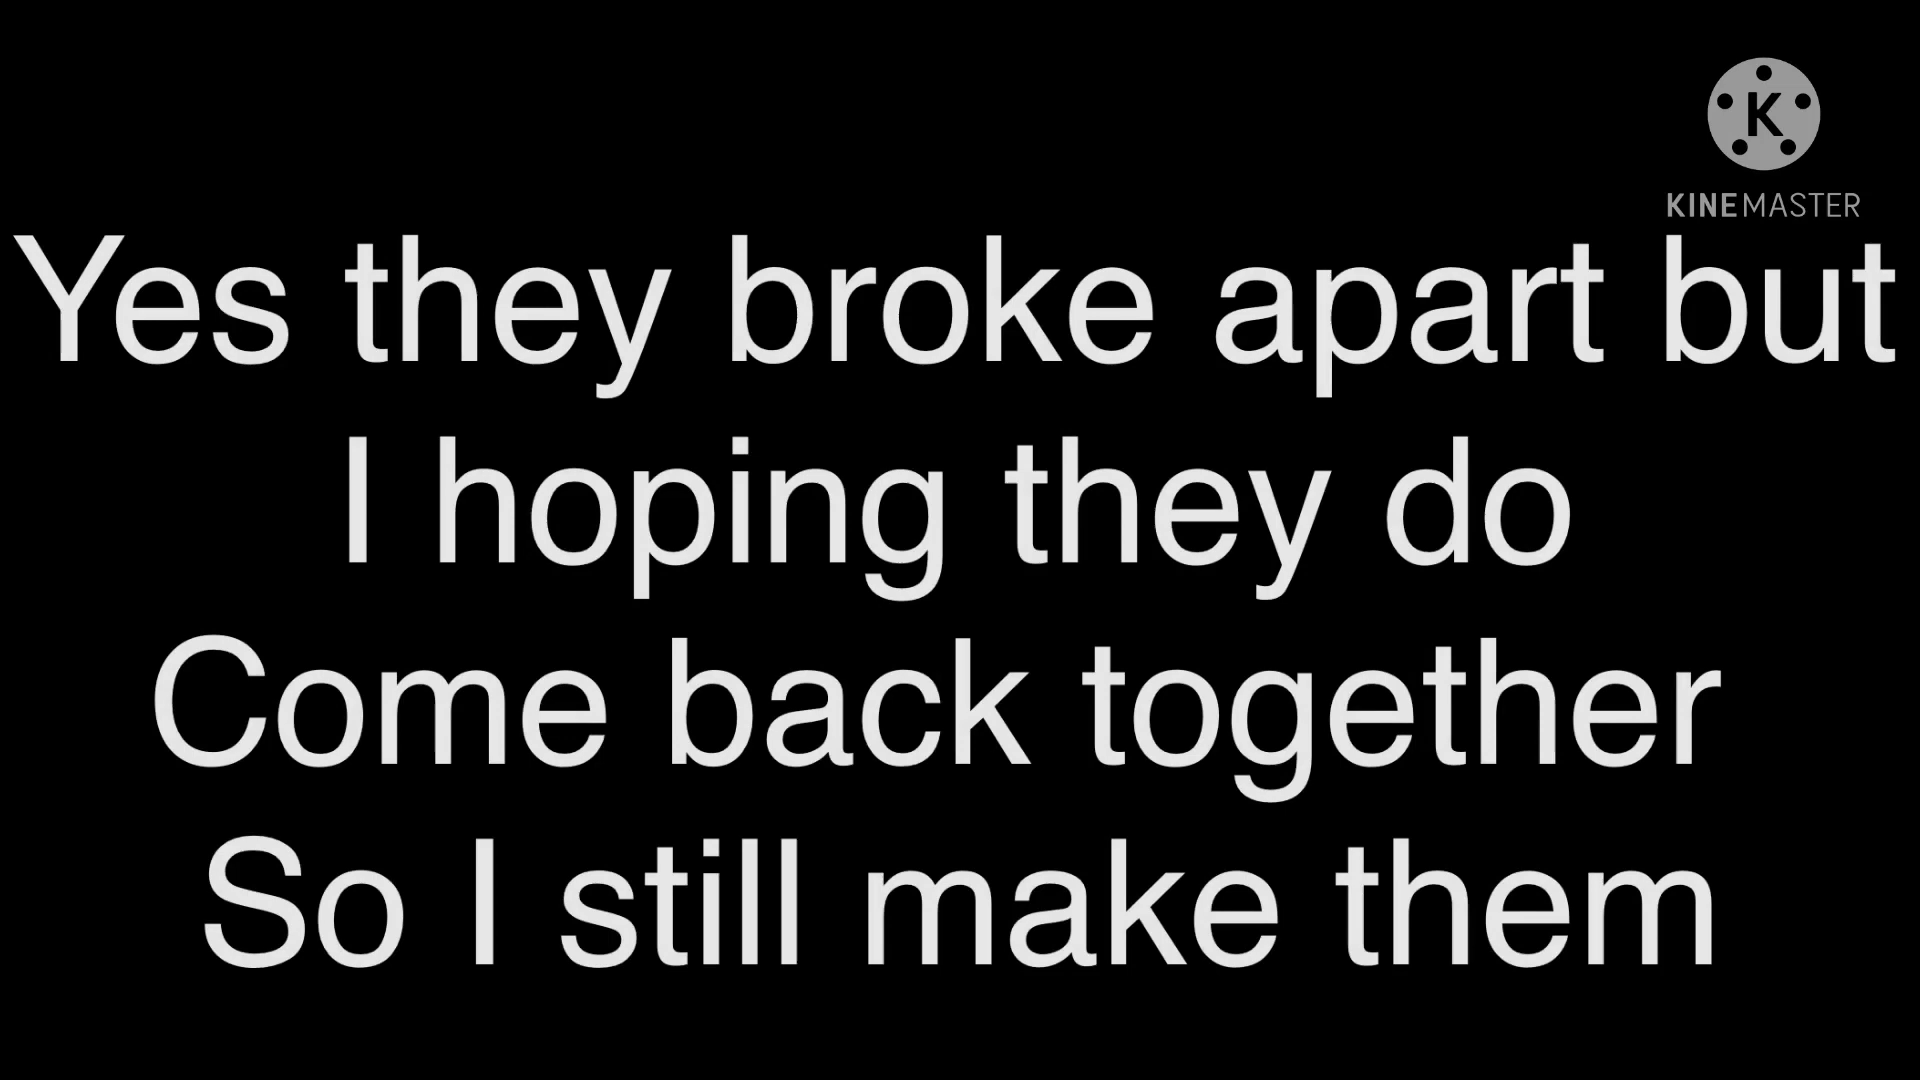 K
KINEMASTER
Yes they broke apart but
I hoping they do
Come back together
So I still make them